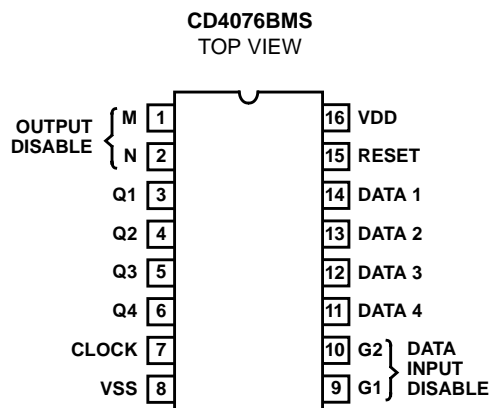 CD4076BMS
TOP VIEW
OUTPUT
DISABLE
M 1
N 2
Q1 3
Q2 4
Q3 5
Q4 6
CLOCK 7
VSS 8
16 VDD
15 RESET
14 DATA 1
13 DATA 2
12 DATA 3
11 DATA 4
10 G2
9 G1
DATA
INPUT
DISABLE